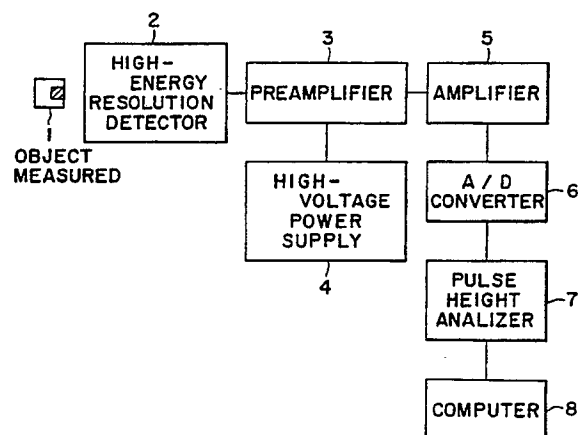 2
HIGH-
ENERGY
RESOLUTION
DETECTOR
3
PREAMPLIFIER
5
AMPLIFIER
1
OBJECT
MEASURED
HIGH-
VOLTAGE
POWER
SUPPLY
4
A / D
CONVERTER
6
PULSE
HEIGHT
ANALIZER
7
COMPUTER
8